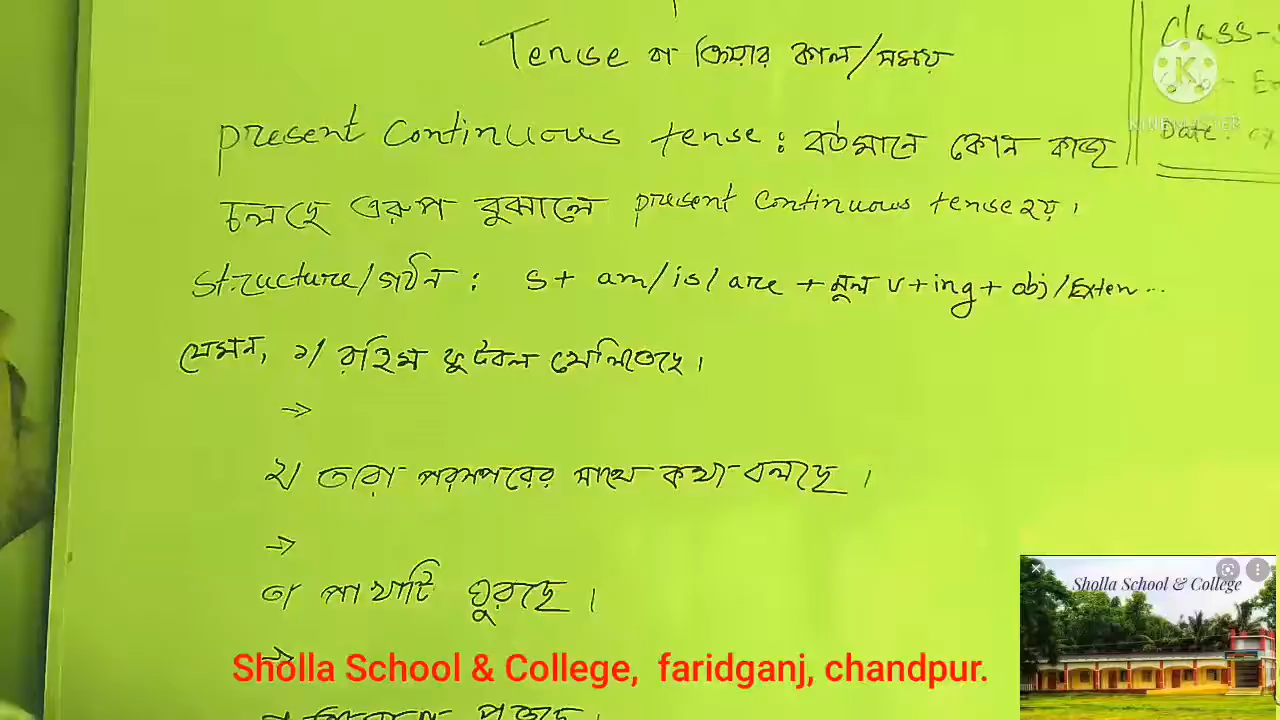 Tense বা ক্রিয়ার কাল/সময়
Class-
KINEMASTER
Date:
present Continuous tense: বর্তমানে কোন কাজ
চলছে এরুপ বুঝালে present Continuous tense হয়।
Structure/গঠন: S+ am/is/are +মূল v+ing+ obj/Exten...
যেমন, ১/ রহিম ফুটবল খেলিতেছে।
→
২/ তারা পরসপরের সাথে কথা বলছে।
→
৩/ পাখাটি ঘুরছে।
→
Sholla School & College, faridganj, chandpur.
Sholla School & College